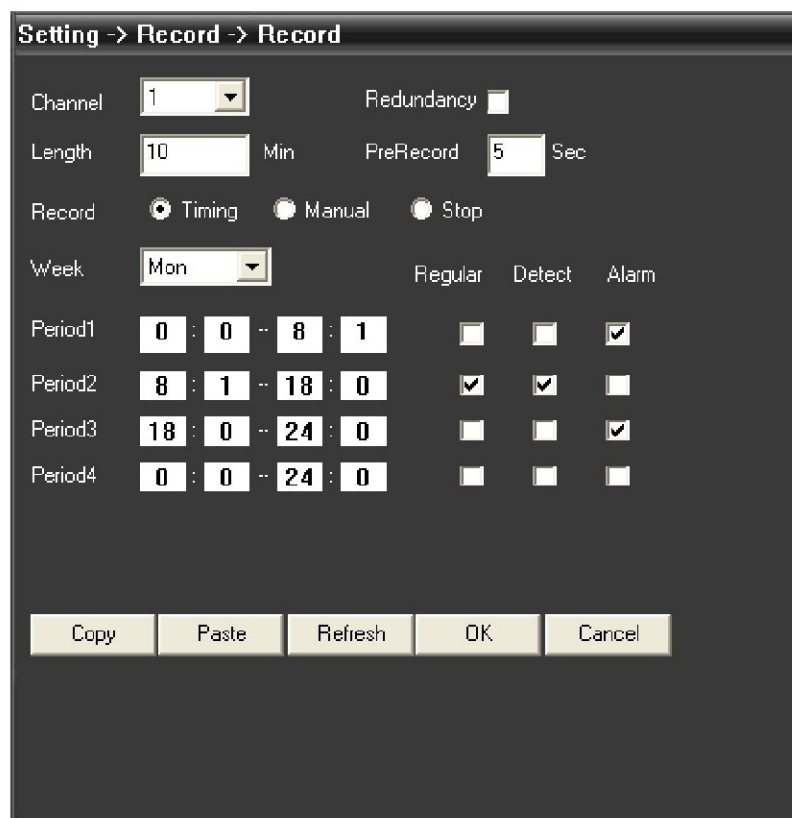 Setting -> Record -> Record
Channel 1 Redundancy
Length 10 Min PreRecord 5 Sec
Record Timing Manual Stop
Week Mon Regular Detect Alarm
Period1 0 : 0 -- 8 : 1
Period2 8 : 1 -- 18 : 0
Period3 18 : 0 -- 24 : 0
Period4 0 : 0 -- 24 : 0
Copy Paste Refresh OK Cancel